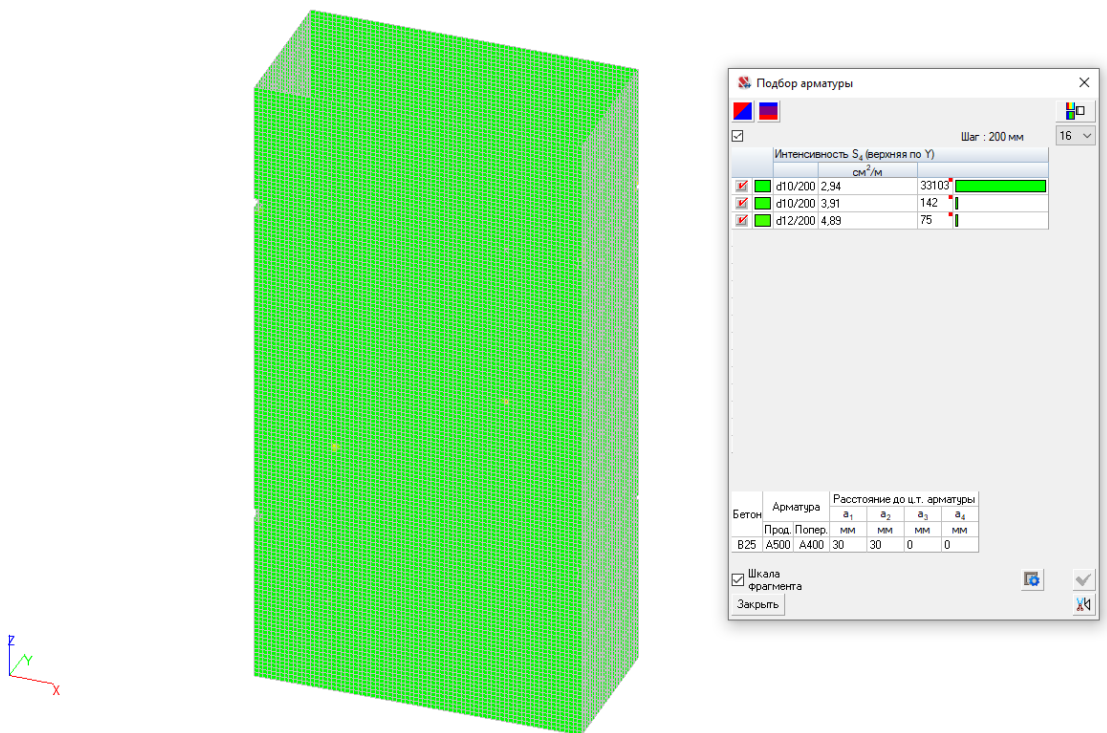 Подбор арматуры
Шаг : 200 мм
16
Интенсивность S4 (верхняя по Y)
см2/м
d10/200 2,94 33103
d10/200 3,91 142
d12/200 4,89 75
Бетон Арматура Расстояние до ц.т. арматуры
a1 a2 a3 a4
Прод. Попер. мм мм мм мм
B25 A500 A400 30 30 0 0
Шкала
фрагмента
Закрыть
Z
Y
X